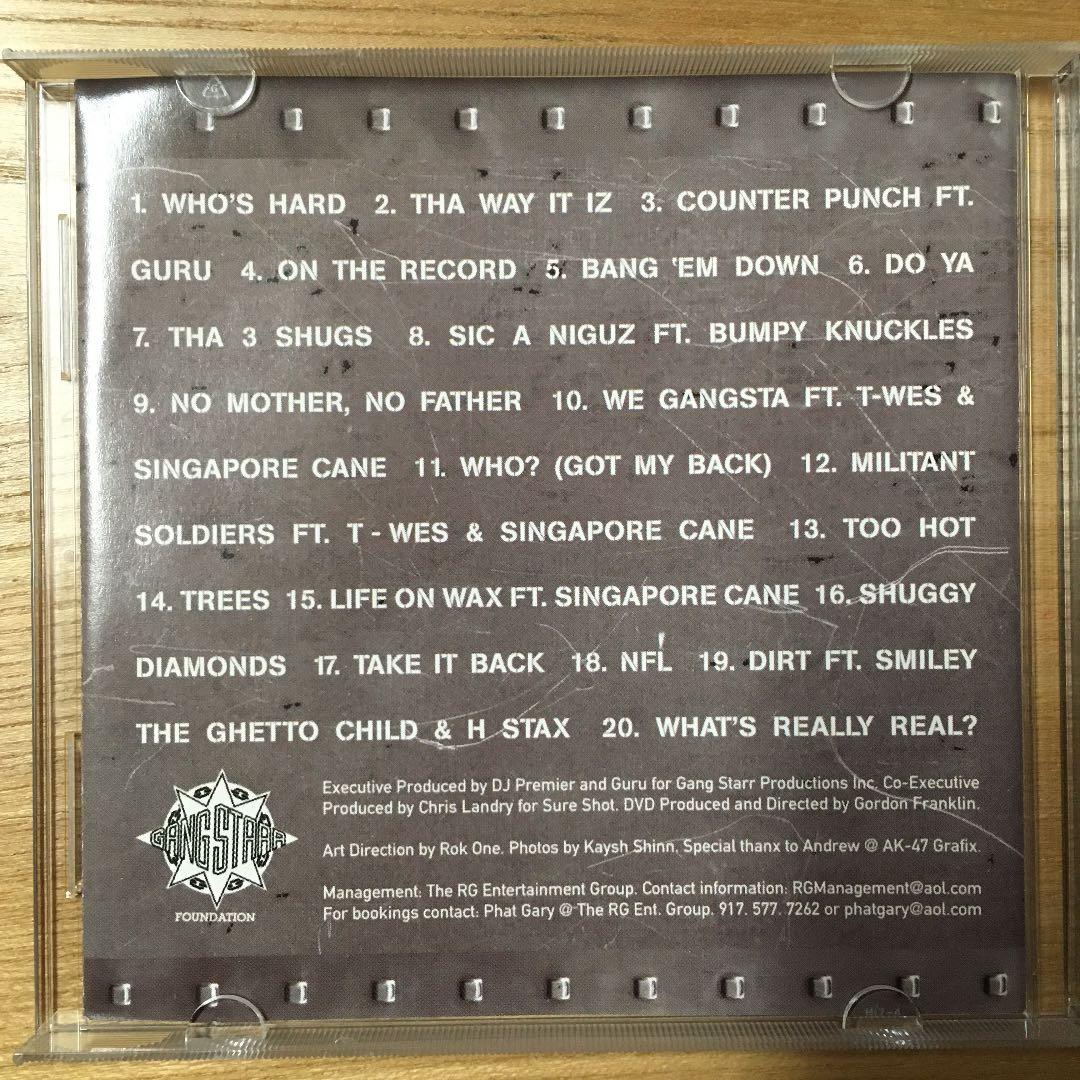 1. WHO'S HARD 2. THA WAY IT IZ 3. COUNTER PUNCH FT.
GURU 4. ON THE RECORD 5. BANG 'EM DOWN 6. DO YA
7. THA 3 SHUGS 8. SIC A NIGUZ FT. BUMPY KNUCKLES
9. NO MOTHER, NO FATHER 10. WE GANGSTA FT. T-WES &
SINGAPORE CANE 11. WHO? (GOT MY BACK) 12. MILITANT
SOLDIERS FT. T-WES & SINGAPORE CANE 13. TOO HOT
14. TREES 15. LIFE ON WAX FT. SINGAPORE CANE 16. SHUGGY
DIAMONDS 17. TAKE IT BACK 18. NFL 19. DIRT FT. SMILEY
THE GHETTO CHILD & H STAX 20. WHAT'S REALLY REAL?
Executive Produced by DJ Premier and Guru for Gang Starr Productions Inc. Co-Executive
Produced by Chris Landry for Sure Shot. DVD Produced and Directed by Gordon Franklin.
Art Direction by Rok One. Photos by Kaysh Shinn. Special thanx to Andrew @ AK-47 Grafix.
Management: The RG Entertainment Group. Contact information: RGManagement@aol.com
For bookings contact: Phat Gary @ The RG Ent. Group. 917. 577. 7262 or phatgary@aol.com
GANG STARR
FOUNDATION